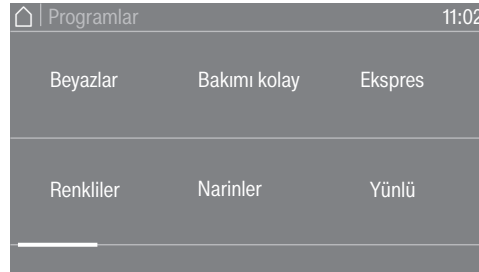 Programlar 11:02
Beyazlar Bakımı kolay Ekspres
Renkliler Narinler Yünlü